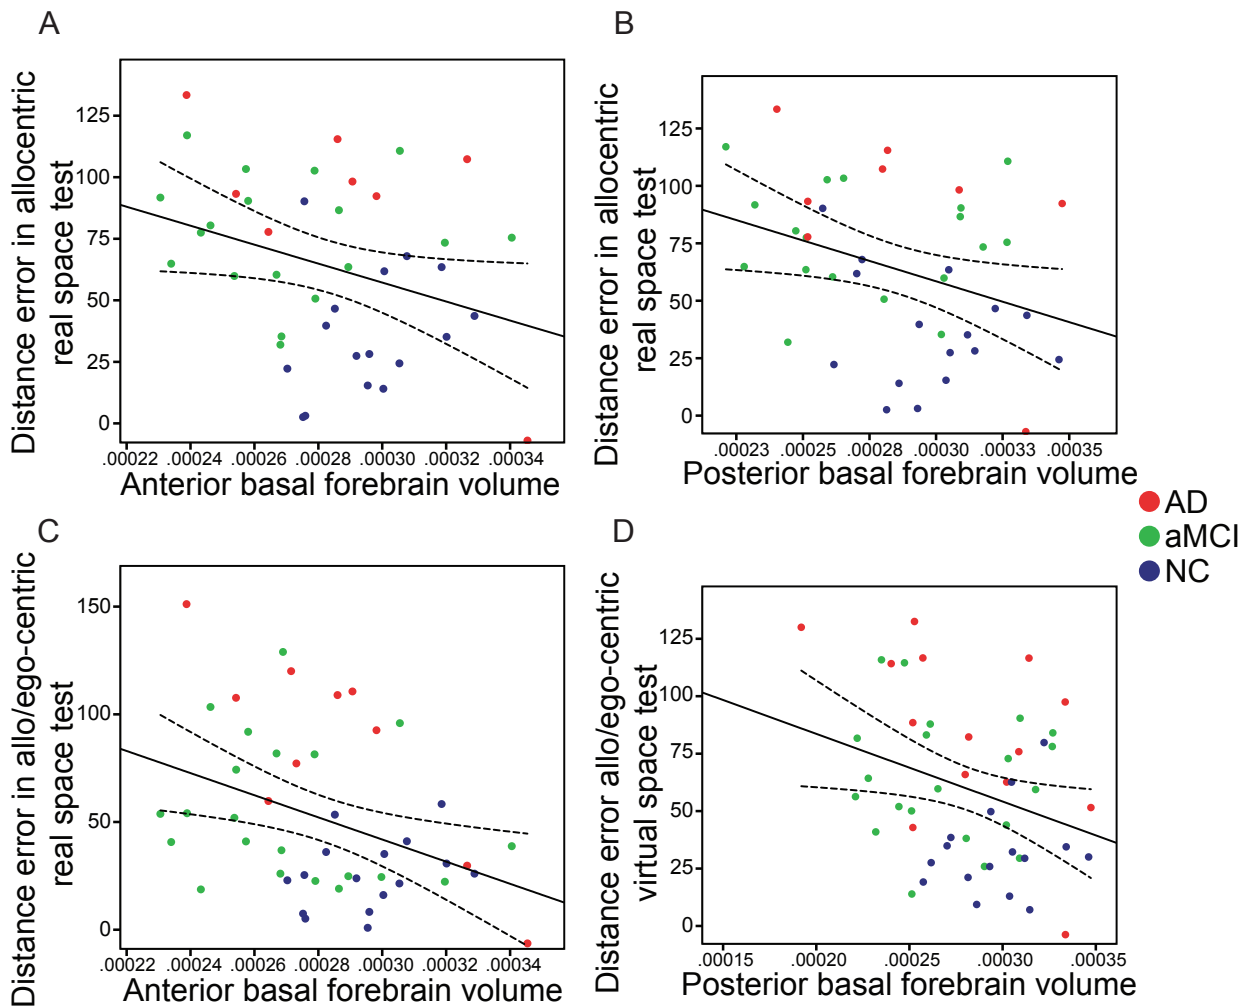 A
Distance error in allocentric
real space test
125
100
75
50
25
0
.00022 .00024 .00026 .00028 .00030 .00032 .00034
Anterior basal forebrain volume
B
Distance error in allocentric
real space test
125
100
75
50
25
0
.00023 .00025 .00028 .00030 .00033 .00035
Posterior basal forebrain volume
AD
aMCI
NC
C
Distance error in allo/ego-centric
real space test
150
100
50
0
.00022 .00024 .00026 .00028 .00030 .00032 .00034
Anterior basal forebrain volume
D
Distance error allo/ego-centric
virtual space test
125
100
75
50
25
0
.00015 .00020 .00025 .00030 .00035
Posterior basal forebrain volume